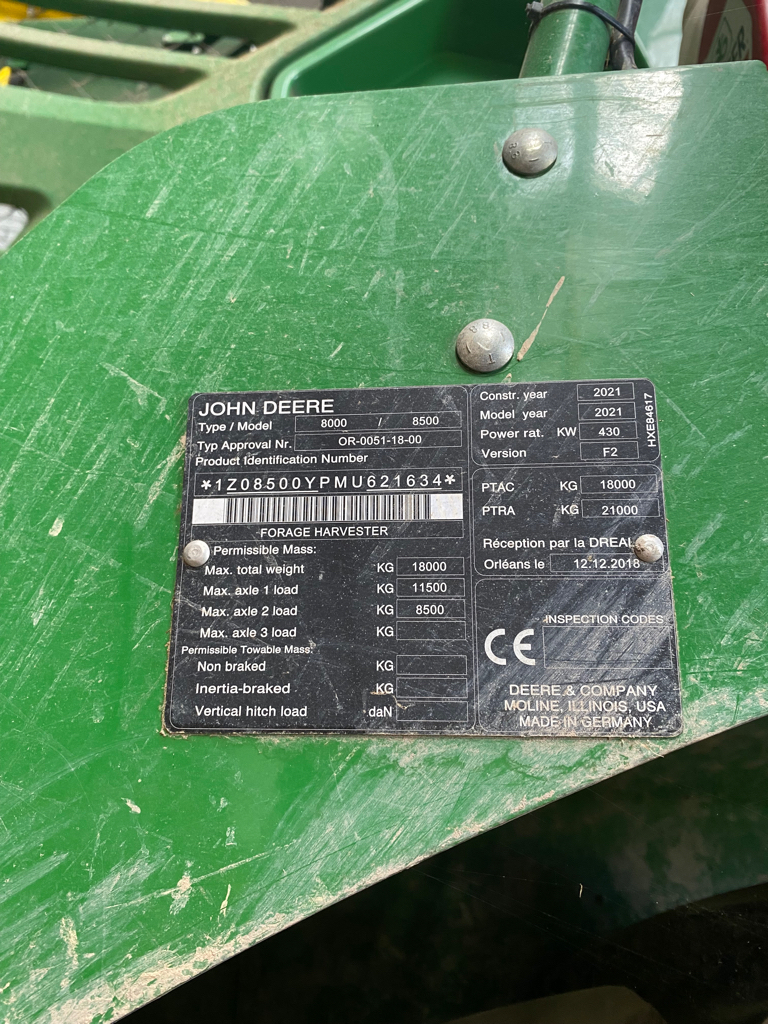 JOHN DEERE
Type / Model 8000 / 8500
Typ Approval Nr. OR-0051-18-00
Product Identification Number
*1Z08500YPMU621634*
FORAGE HARVESTER
Permissible Mass:
Max. total weight KG 18000
Max. axle 1 load KG 11500
Max. axle 2 load KG 8500
Max. axle 3 load KG
Permissible Towable Mass:
Non braked KG
Inertia-braked KG
Vertical hitch load daN
Constr. year 2021
Model year 2021
Power rat. KW 430
Version F2
HXE84617
PTAC KG 18000
PTRA KG 21000
Réception par la DREAL
Orléans le 12.12.2018
INSPECTION CODES
CE
DEERE & COMPANY
MOLINE, ILLINOIS, USA
MADE IN GERMANY